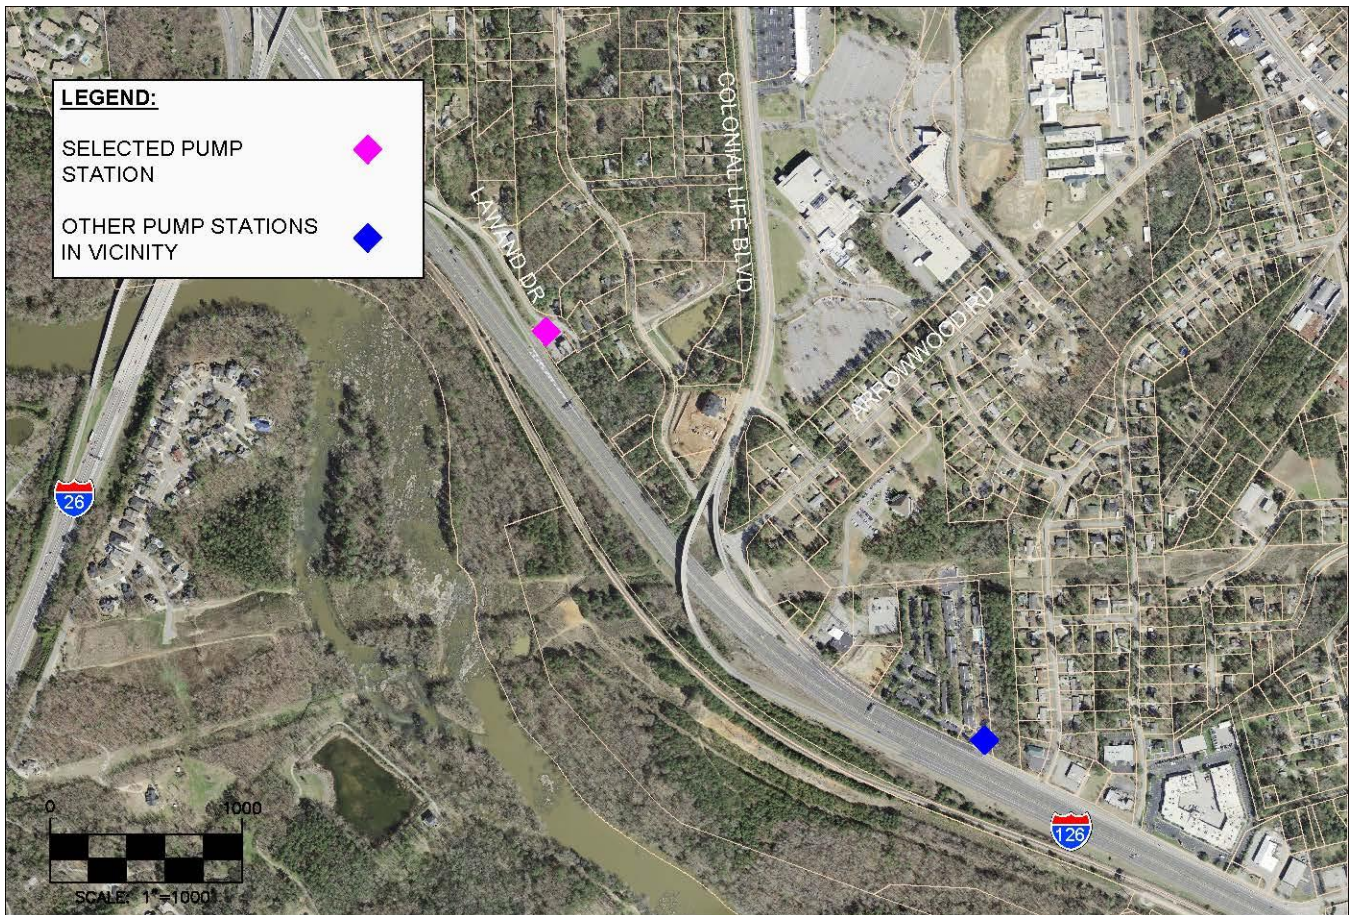 LEGEND:
SELECTED PUMP
STATION
OTHER PUMP STATIONS
IN VICINITY
LAWAND DR
COLONIAL LIFE BLVD
ARROWWOOD RD
26
126
0 1000
SCALE: 1"=1000'